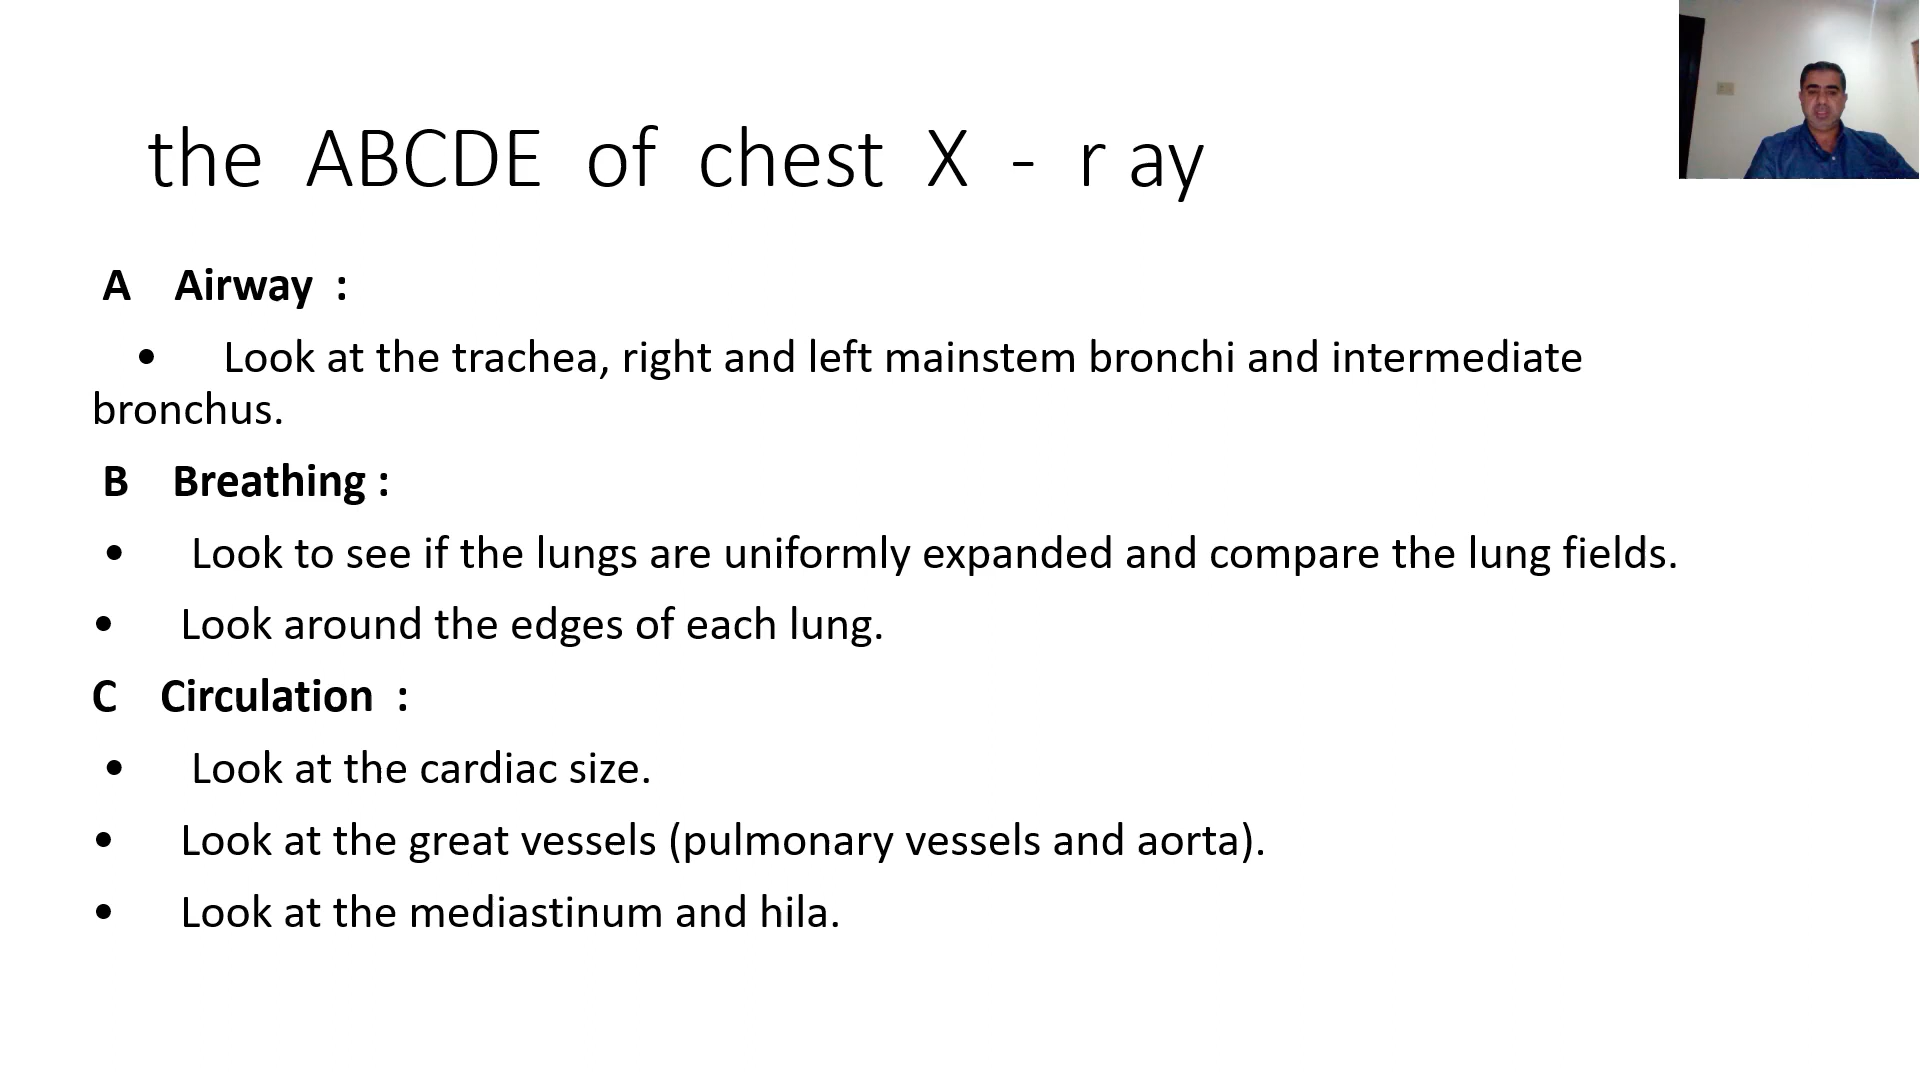 the ABCDE of chest X - r ay
A Airway :
• Look at the trachea, right and left mainstem bronchi and intermediate
bronchus.
B Breathing :
• Look to see if the lungs are uniformly expanded and compare the lung fields.
• Look around the edges of each lung.
C Circulation :
• Look at the cardiac size.
• Look at the great vessels (pulmonary vessels and aorta).
• Look at the mediastinum and hila.